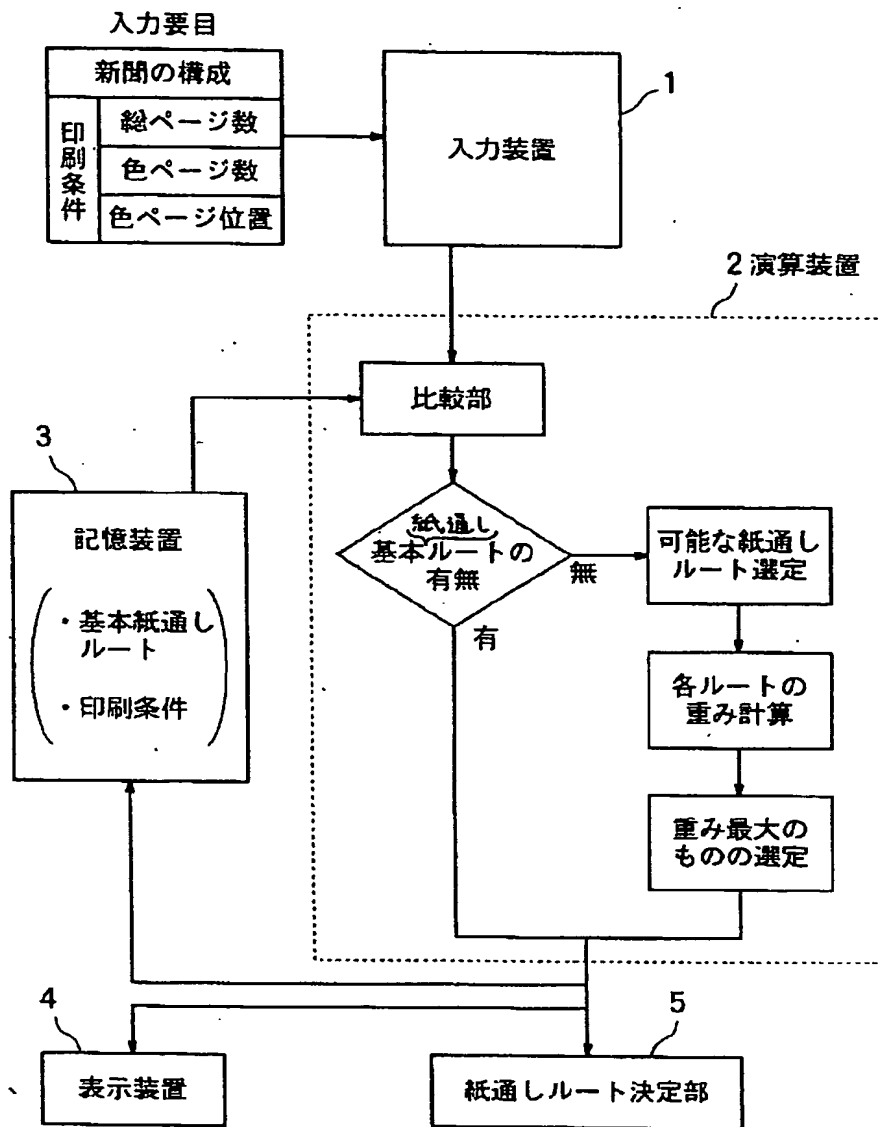 入力要目
新聞の構成
印刷条件
総ページ数
色ページ数
色ページ位置
1
入力装置
2 演算装置
比較部
3
記憶装置
・基本紙通し
ルート
・印刷条件
紙通し
基本ルートの
有無
無
有
可能な紙通し
ルート選定
各ルートの
重み計算
重み最大の
ものの選定
4
表示装置
5
紙通しルート決定部